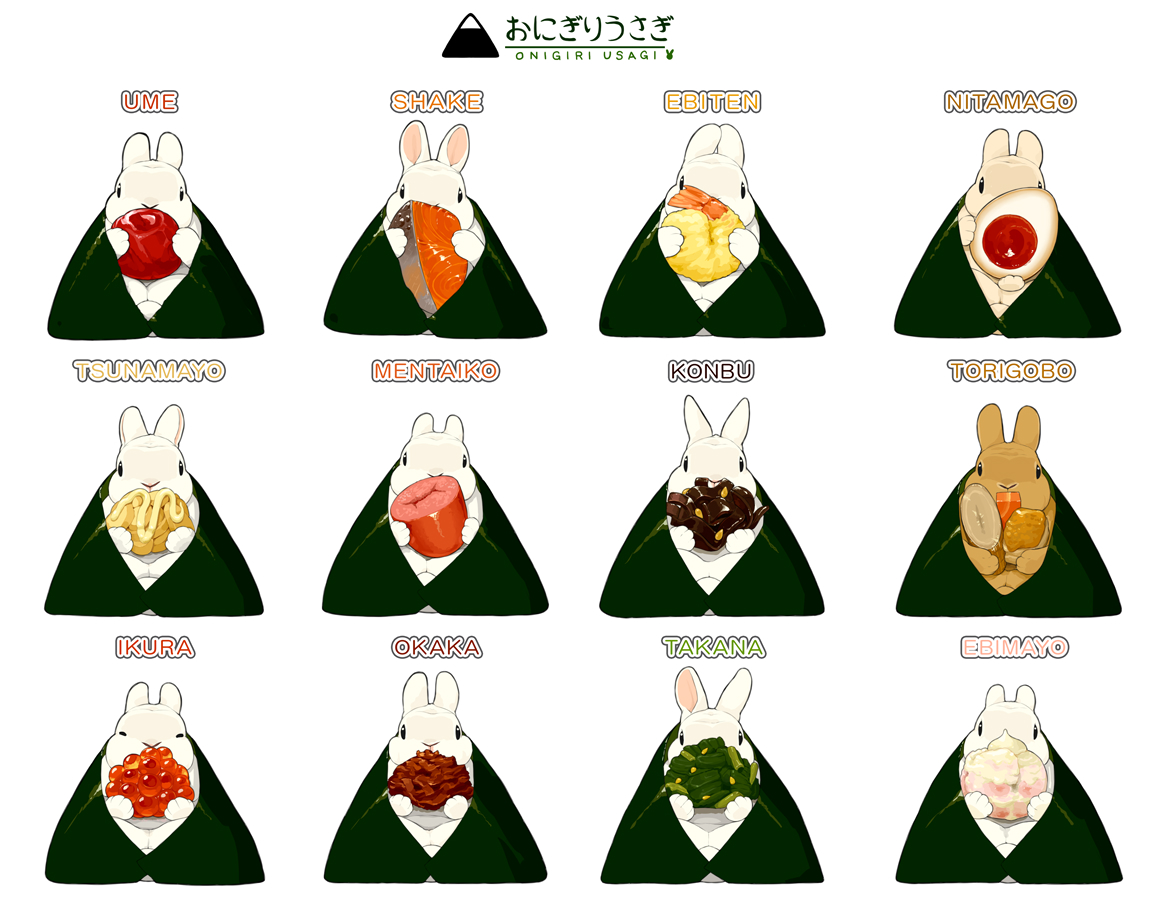 おにぎりうさぎ
ONIGIRI USAGI
UME
SHAKE
EBITEN
NITAMAGO
TSUNAMAYO
MENTAIKO
KONBU
TORIGOBO
IKURA
OKAKA
TAKANA
EBIMAYO